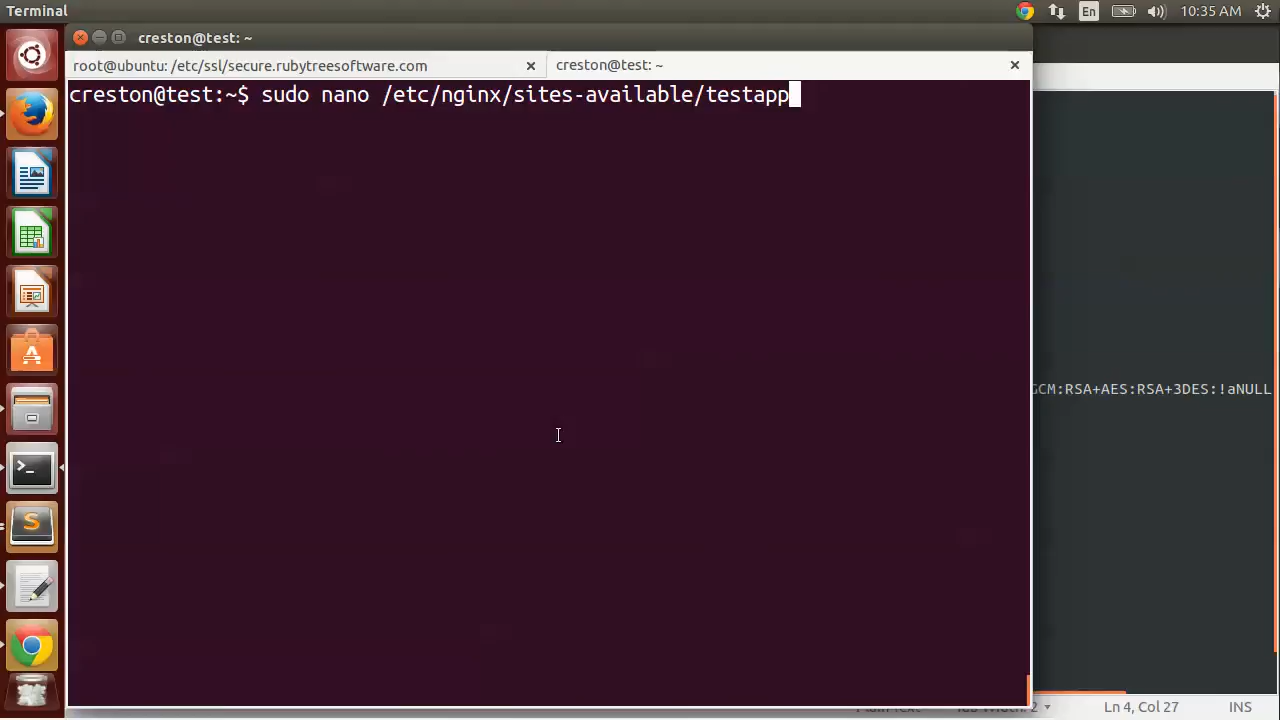 Terminal
En
10:35 AM
creston@test: ~
root@ubuntu: /etc/ssl/secure.rubytreesoftware.com
creston@test: ~
creston@test:~$ sudo nano /etc/nginx/sites-available/testapp
GCM:RSA+AES:RSA+3DES:!aNULL
Ln 4, Col 27
INS